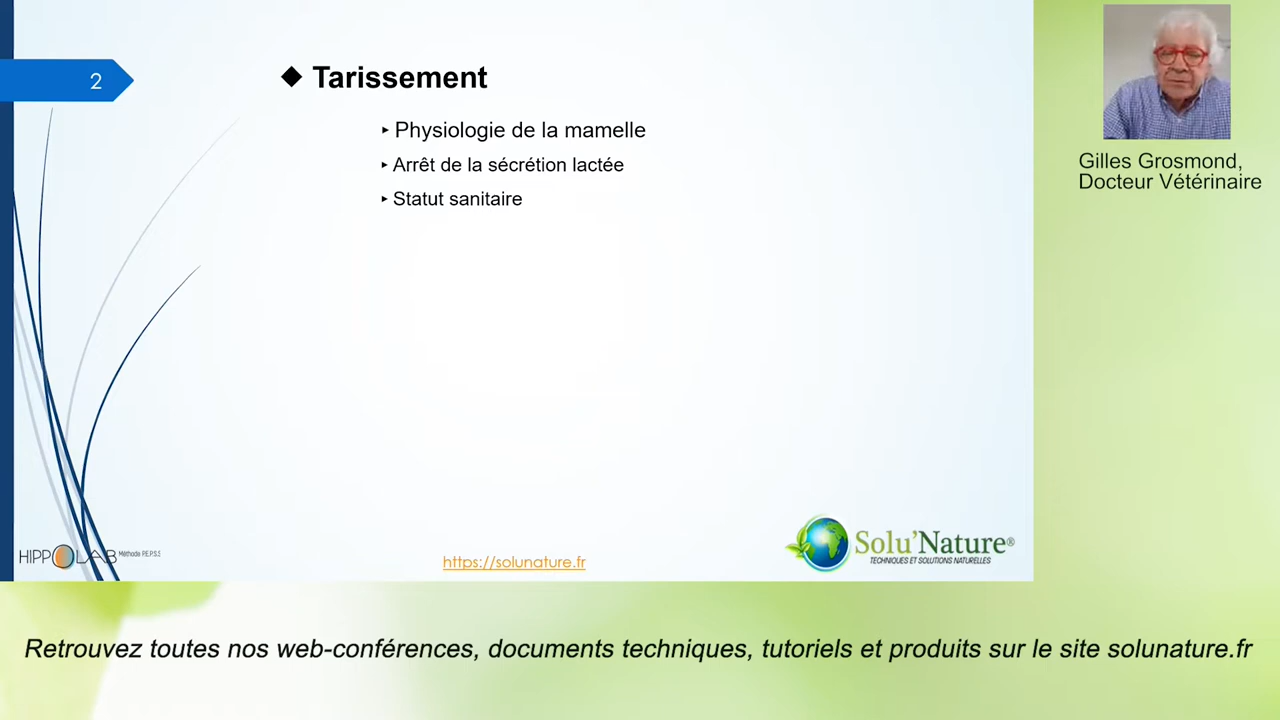 2
◆ Tarissement
‣ Physiologie de la mamelle
‣ Arrêt de la sécrétion lactée
‣ Statut sanitaire
Gilles Grosmond,
Docteur Vétérinaire
HIPPOLAB Méthode P.E.P.S.S
https://solunature.fr
Solu'Nature®
TECHNIQUES ET SOLUTIONS NATURELLES
Retrouvez toutes nos web-conférences, documents techniques, tutoriels et produits sur le site solunature.fr